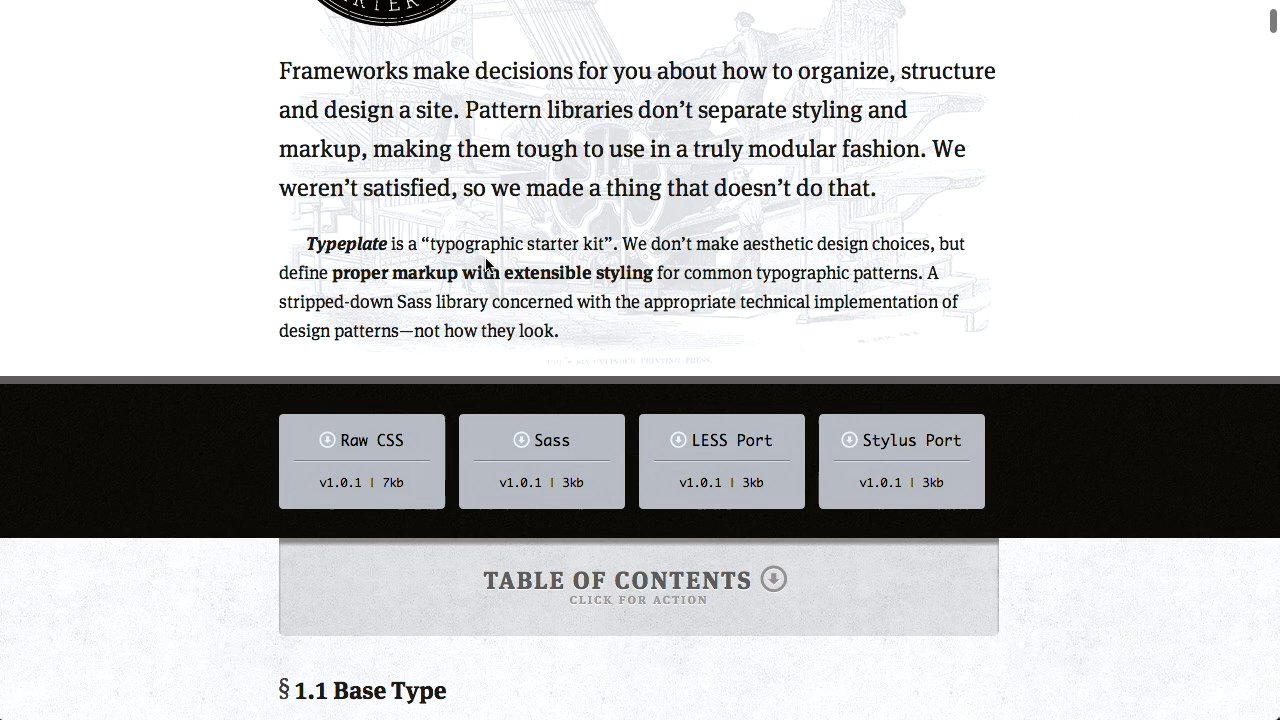 RTER
Frameworks make decisions for you about how to organize, structure
and design a site. Pattern libraries don’t separate styling and
markup, making them tough to use in a truly modular fashion. We
weren’t satisfied, so we made a thing that doesn’t do that.
Typeplate is a “typographic starter kit”. We don’t make aesthetic design choices, but
define proper markup with extensible styling for common typographic patterns. A
stripped-down Sass library concerned with the appropriate technical implementation of
design patterns—not how they look.
SIX CYLINDER PRINTING PRESS.
Raw CSS Sass LESS Port Stylus Port
v1.0.1 | 7kb v1.0.1 | 3kb v1.0.1 | 3kb v1.0.1 | 3kb
TABLE OF CONTENTS
CLICK FOR ACTION
§ 1.1 Base Type